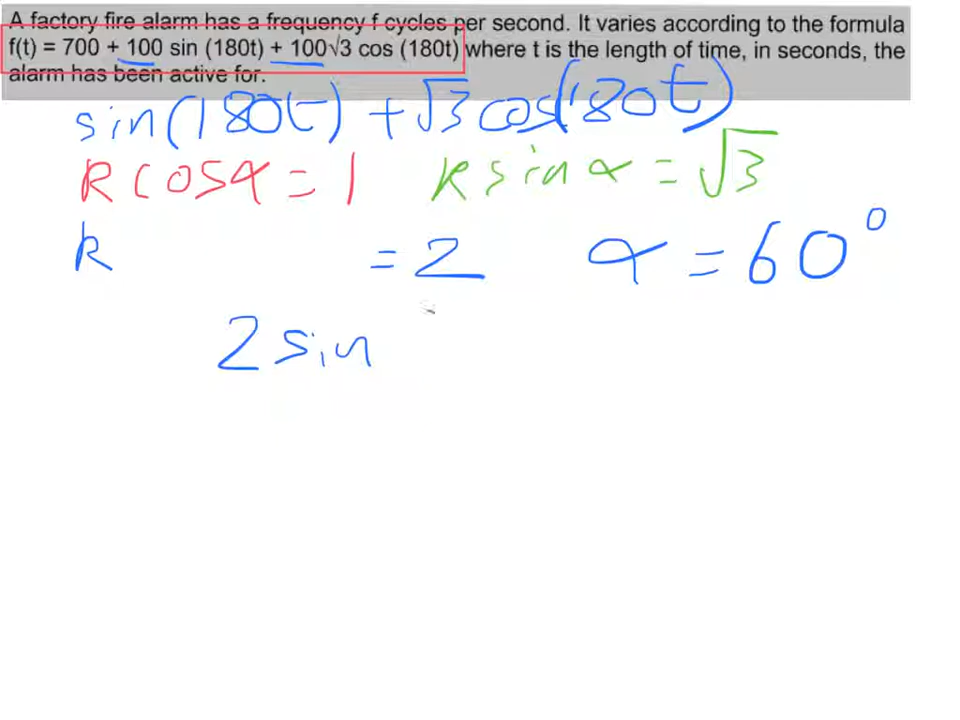 A factory fire alarm has a frequency f cycles per second. It varies according to the formula
f(t) = 700 + 100 sin (180t) + 100√3 cos (180t) where t is the length of time, in seconds, the
alarm has been active for.
sin(180t) + √3 cos(180t)
k cosα = 1 k sin α = √3
k = 2 α = 60°
2 sin